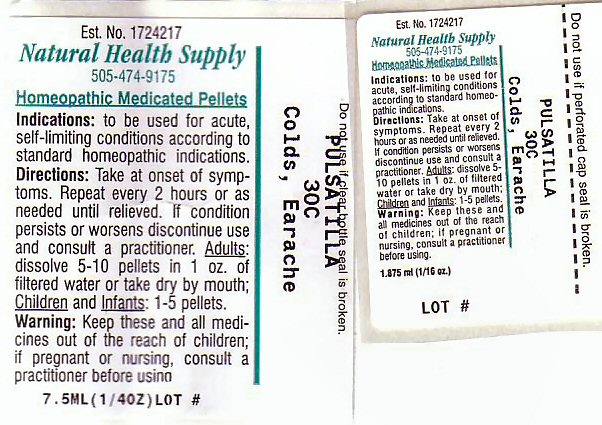 Est. No. 1724217
Natural Health Supply
505-474-9175
Homeopathic Medicated Pellets
Indications: to be used for acute,
self-limiting conditions according to
standard homeopathic indications.
Directions: Take at onset of symp-
toms. Repeat every 2 hours or as
needed until relieved. If condition
persists or worsens discontinue use
and consult a practitioner. Adults:
dissolve 5-10 pellets in 1 oz. of
filtered water or take dry by mouth;
Children and Infants: 1-5 pellets.
Warning: Keep these and all medi-
cines out of the reach of children;
if pregnant or nursing, consult a
practitioner before using
7.5ML(1/4OZ)LOT #
Do not use if clear bottle seal is broken.
PULSATILLA
30C
Colds, Earache
Est. No. 1724217
Natural Health Supply
505-474-9175
Homeopathic Medicated Pellets
Indications: to be used for
acute, self-limiting conditions
according to standard homeo-
pathic indications.
Directions: Take at onset of
symptoms. Repeat every 2
hours or as needed until relieved.
If condition persists or worsens
discontinue use and consult a
practitioner. Adults: dissolve 5-
10 pellets in 1 oz. of filtered
water or take dry by mouth;
Children and Infants: 1-5 pellets.
Warning: Keep these and
all medicines out of the reach
of children; if pregnant or
nursing, consult a practitioner
before using.
1.875 ml (1/16 oz.)
LOT #
PULSATILLA
30C
Colds, Earache
Do not use if perforated cap seal is broken.